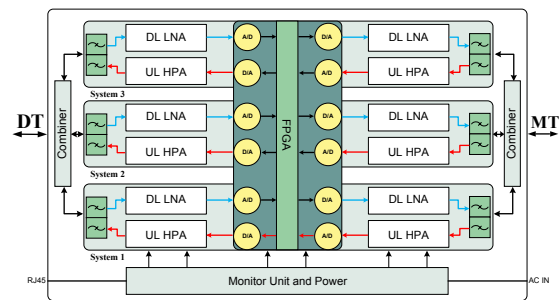 DL LNA
A/D
A/D
DL LNA
UL HPA
D/A
D/A
UL HPA
System 3
DL LNA
A/D
D/A
DL LNA
DT
Combiner
FPGA
Combiner
MT
UL HPA
D/A
A/D
UL HPA
System 2
DL LNA
A/D
D/A
DL LNA
UL HPA
D/A
A/D
UL HPA
System 1
RJ45
Monitor Unit and Power
AC IN